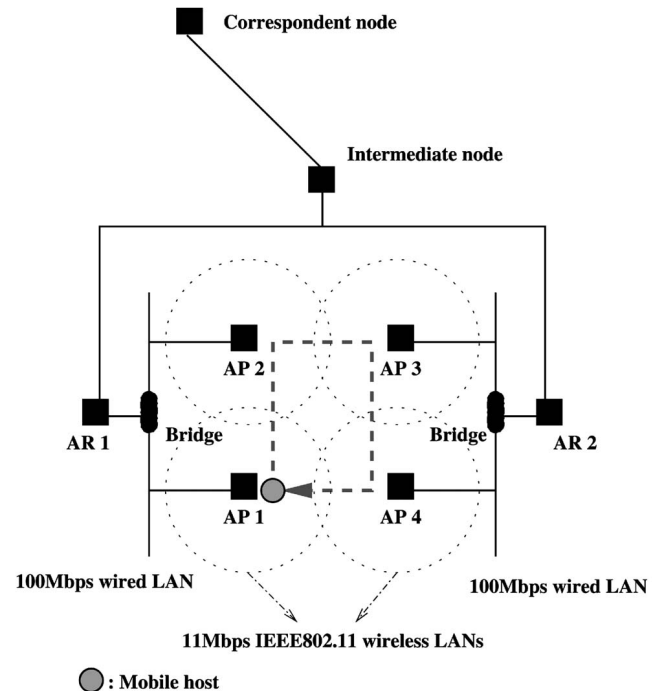 Correspondent node
Intermediate node
AP 2
AP 3
AR 1
Bridge
Bridge
AR 2
AP 1
AP 4
100Mbps wired LAN
100Mbps wired LAN
11Mbps IEEE802.11 wireless LANs
: Mobile host